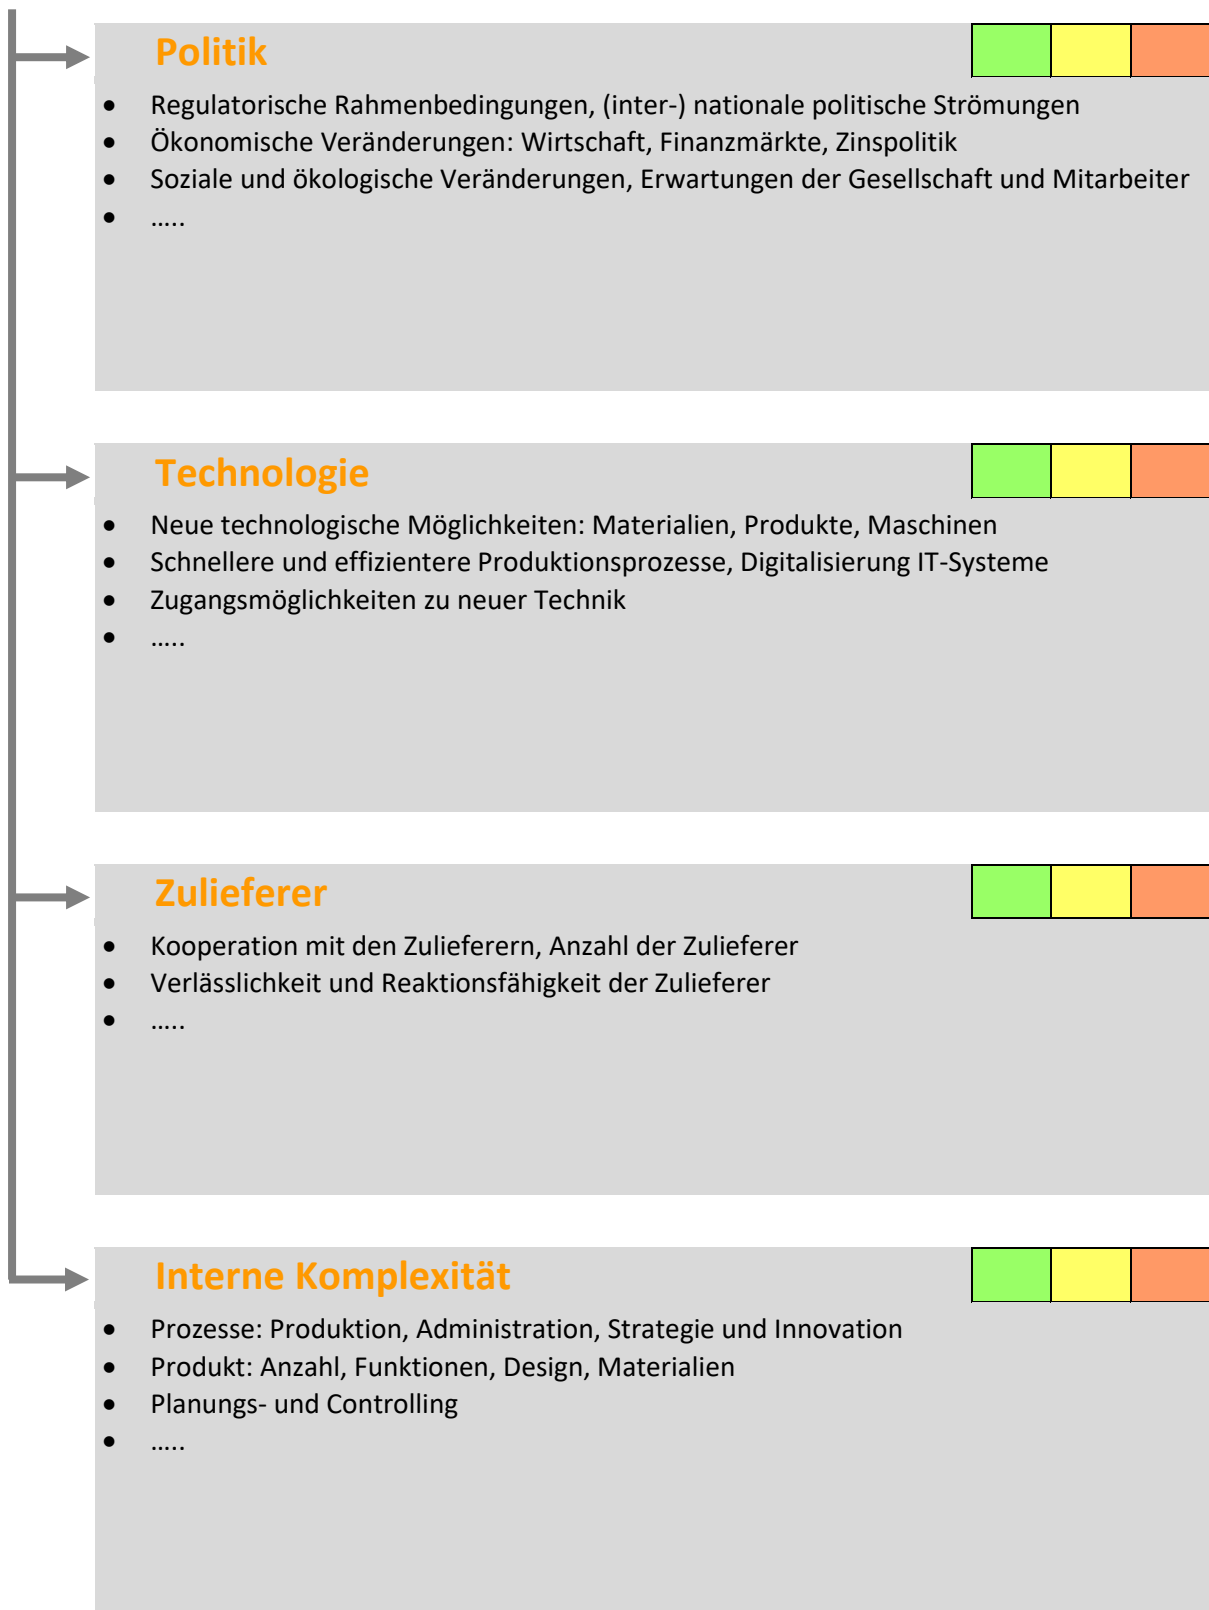 Politik
• Regulatorische Rahmenbedingungen, (inter-) nationale politische Strömungen
• Ökonomische Veränderungen: Wirtschaft, Finanzmärkte, Zinspolitik
• Soziale und ökologische Veränderungen, Erwartungen der Gesellschaft und Mitarbeiter
• …..
Technologie
• Neue technologische Möglichkeiten: Materialien, Produkte, Maschinen
• Schnellere und effizientere Produktionsprozesse, Digitalisierung IT-Systeme
• Zugangsmöglichkeiten zu neuer Technik
• …..
Zulieferer
• Kooperation mit den Zulieferern, Anzahl der Zulieferer
• Verlässlichkeit und Reaktionsfähigkeit der Zulieferer
• …..
Interne Komplexität
• Prozesse: Produktion, Administration, Strategie und Innovation
• Produkt: Anzahl, Funktionen, Design, Materialien
• Planungs- und Controlling
• …..